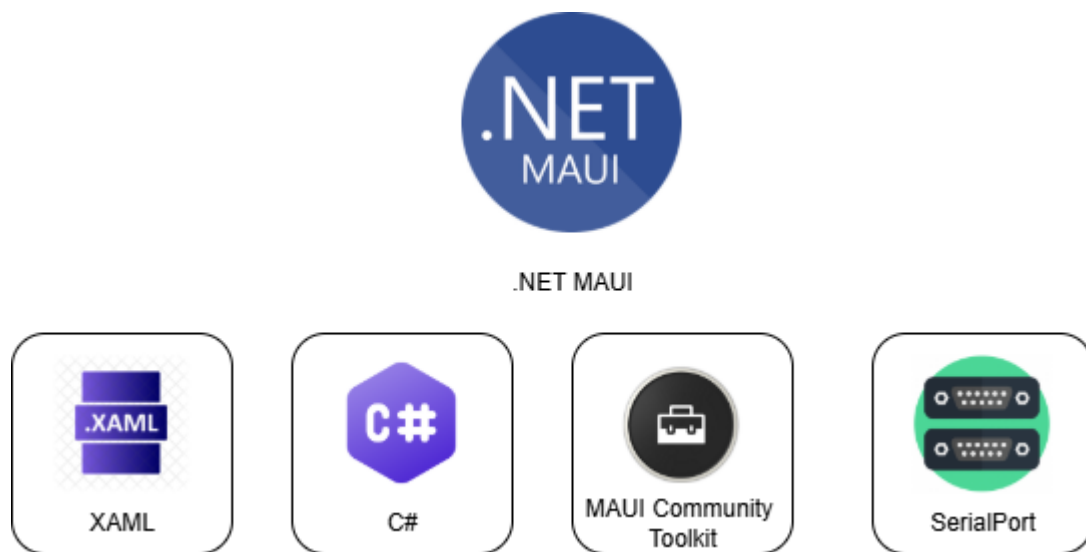 .NET
MAUI
.NET MAUI
.XAML
XAML
C#
C#
MAUI Community
Toolkit
SerialPort